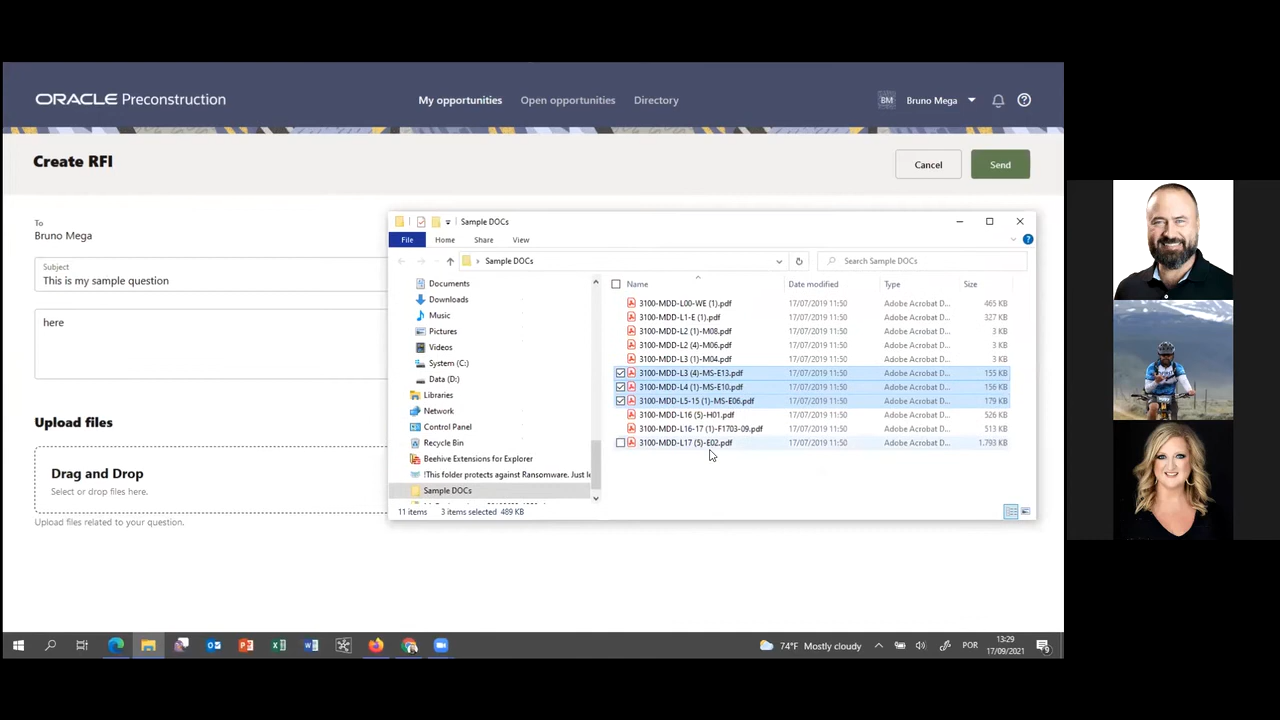 ORACLE Preconstruction
My opportunities
Open opportunities
Directory
BM
Bruno Mega
Create RFI
Cancel
Send
To
Bruno Mega
Subject
This is my sample question
here
Upload files
Drag and Drop
Select or drop files here.
Upload files related to your question.
Sample DOCs
File
Home
Share
View
Sample DOCs
Search Sample DOCs
Documents
Downloads
Music
Pictures
Videos
System (C:)
Data (D:)
Libraries
Network
Control Panel
Recycle Bin
Beehive Extensions for Explorer
!This folder protects against Ransomware. Just l
Sample DOCs
Name Date modified Type Size
3100-MDD-L00-WE (1).pdf 17/07/2019 11:50 Adobe Acrobat D... 465 KB
3100-MDD-L1-E (1).pdf 17/07/2019 11:50 Adobe Acrobat D... 327 KB
3100-MDD-L2 (1)-M08.pdf 17/07/2019 11:50 Adobe Acrobat D... 3 KB
3100-MDD-L2 (4)-M06.pdf 17/07/2019 11:50 Adobe Acrobat D... 3 KB
3100-MDD-L3 (1)-M04.pdf 17/07/2019 11:50 Adobe Acrobat D... 3 KB
3100-MDD-L3 (4)-MS-E13.pdf 17/07/2019 11:50 Adobe Acrobat D... 155 KB
3100-MDD-L4 (1)-MS-E10.pdf 17/07/2019 11:50 Adobe Acrobat D... 156 KB
3100-MDD-L5-15 (1)-MS-E06.pdf 17/07/2019 11:50 Adobe Acrobat D... 179 KB
3100-MDD-L16 (5)-H01.pdf 17/07/2019 11:50 Adobe Acrobat D... 526 KB
3100-MDD-L16-17 (1)-F1703-09.pdf 17/07/2019 11:50 Adobe Acrobat D... 513 KB
3100-MDD-L17 (5)-E02.pdf 17/07/2019 11:50 Adobe Acrobat D... 1.793 KB
11 items 3 items selected 489 KB
74°F Mostly cloudy
POR
13:29
17/09/2021